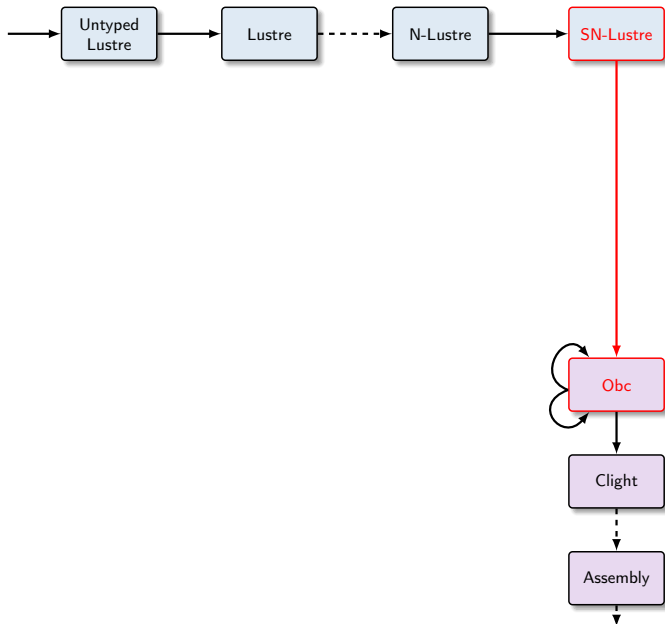 Untyped
Lustre
Lustre
N-Lustre
SN-Lustre
Obc
Clight
Assembly